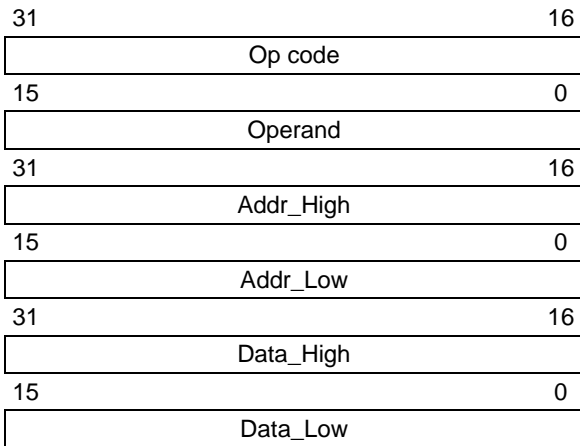 31 16
Op code
15 0
Operand
31 16
Addr_High
15 0
Addr_Low
31 16
Data_High
15 0
Data_Low